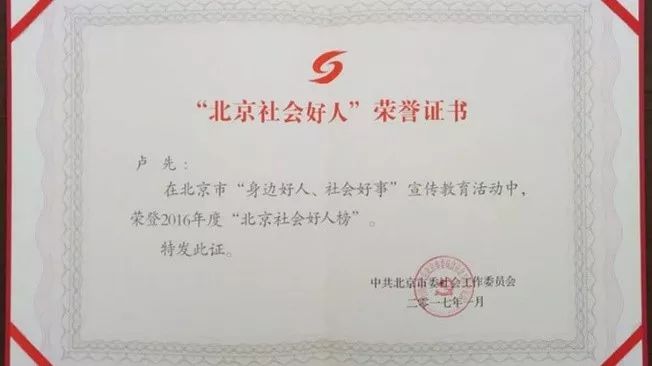 “北京社会好人”荣誉证书
卢 先：
在北京市“身边好人、社会好事”宣传教育活动中，
荣登2016年度“北京社会好人榜”。
特发此证。
中共北京市委社会工作委员会
二〇一七年一月